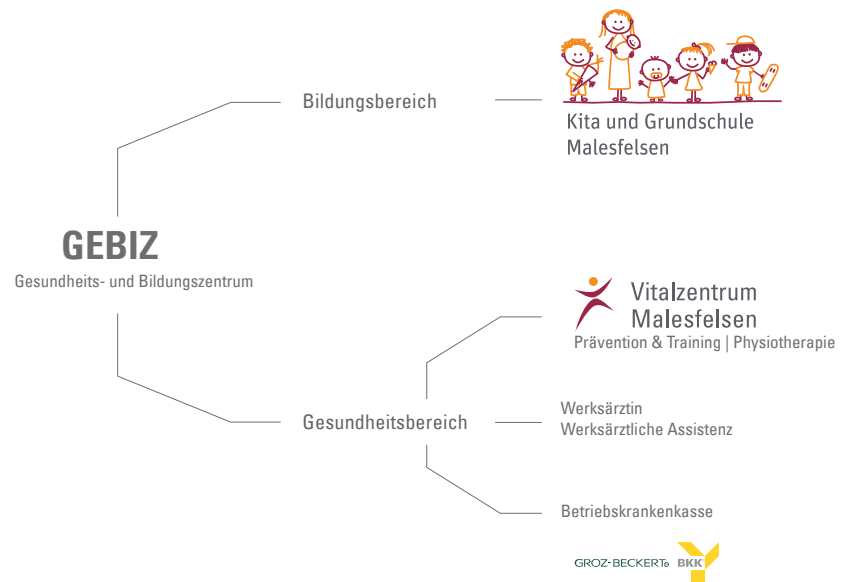 Bildungsbereich
Kita und Grundschule
Malesfelsen
GEBIZ
Gesundheits- und Bildungszentrum
Vitalzentrum
Malesfelsen
Prävention & Training | Physiotherapie
Gesundheitsbereich
Werksärztin
Werksärztliche Assistenz
Betriebskrankenkasse
GROZ-BECKERT® BKK